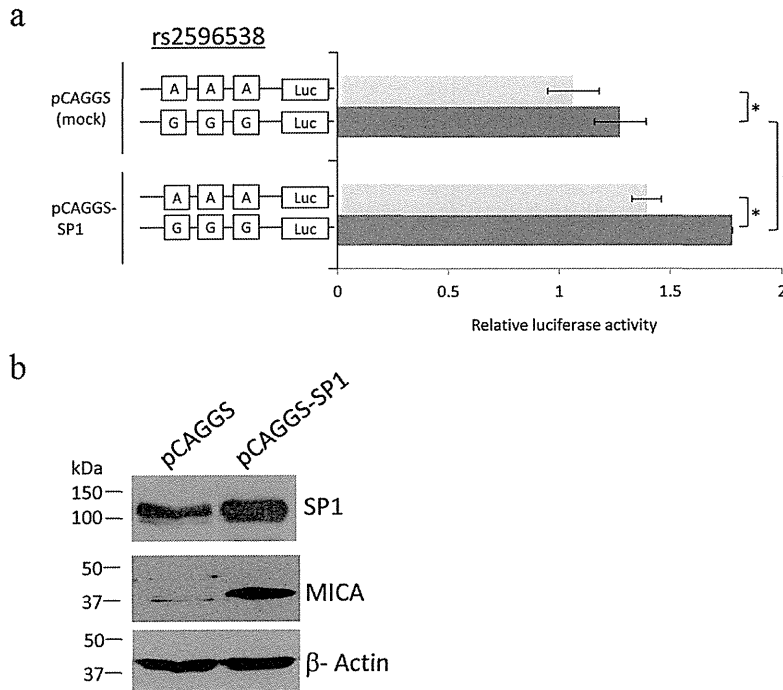 a
rs2596538
pCAGGS
(mock)
A A A Luc
G G G Luc
*
pCAGGS-
SP1
A A A Luc
G G G Luc
*
0 0.5 1 1.5 2
Relative luciferase activity
b
pCAGGS pCAGGS-SP1
kDa
150
100
SP1
50
37
MICA
50
37
β- Actin